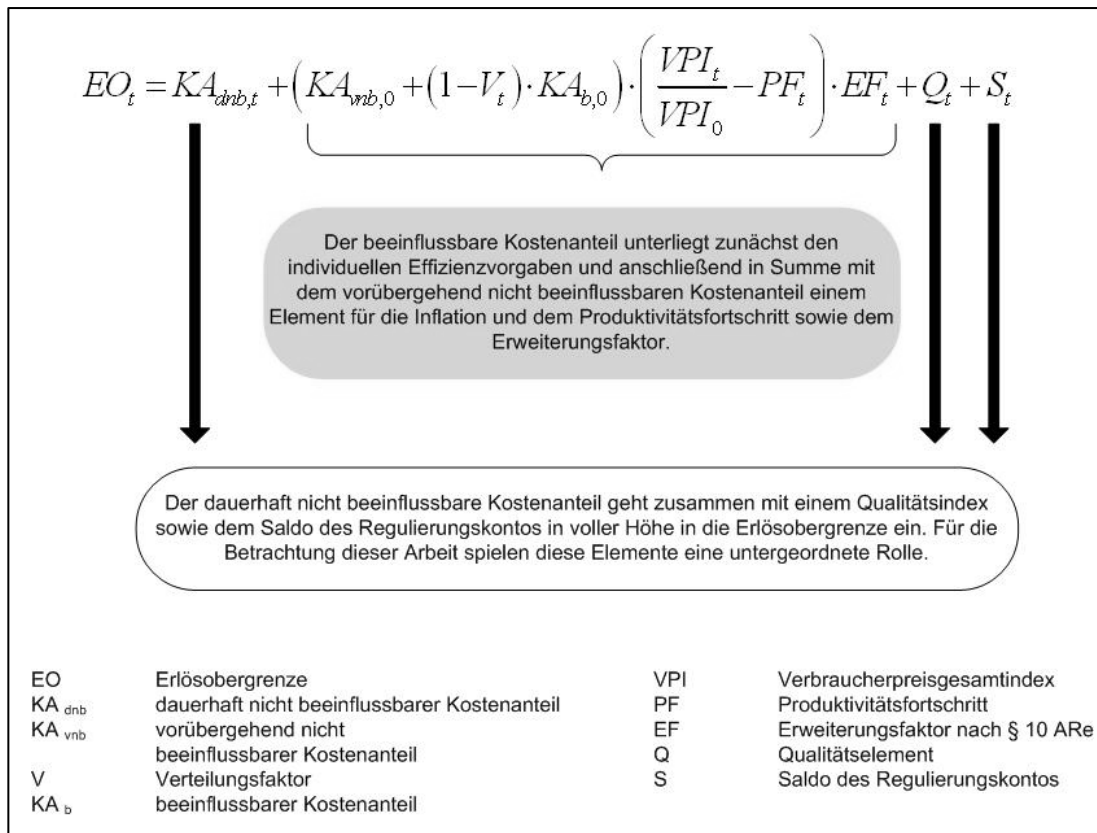 EO_t = KA_{dnb,t} + (KA_{vnb,0} + (1 − V_t) · KA_{b,0}) · (VPI_t / VPI_0 − PF_t) · EF_t + Q_t + S_t
Der beeinflussbare Kostenanteil unterliegt zunächst den
individuellen Effizienzvorgaben und anschließend in Summe mit
dem vorübergehend nicht beeinflussbaren Kostenanteil einem
Element für die Inflation und dem Produktivitätsfortschritt sowie dem
Erweiterungsfaktor.
Der dauerhaft nicht beeinflussbare Kostenanteil geht zusammen mit einem Qualitätsindex
sowie dem Saldo des Regulierungskontos in voller Höhe in die Erlösobergrenze ein. Für die
Betrachtung dieser Arbeit spielen diese Elemente eine untergeordnete Rolle.
EO Erlösobergrenze
KA dnb dauerhaft nicht beeinflussbarer Kostenanteil
KA vnb vorübergehend nicht
beeinflussbarer Kostenanteil
V Verteilungsfaktor
KA b beeinflussbarer Kostenanteil
VPI Verbraucherpreisgesamtindex
PF Produktivitätsfortschritt
EF Erweiterungsfaktor nach § 10 ARe
Q Qualitätselement
S Saldo des Regulierungskontos